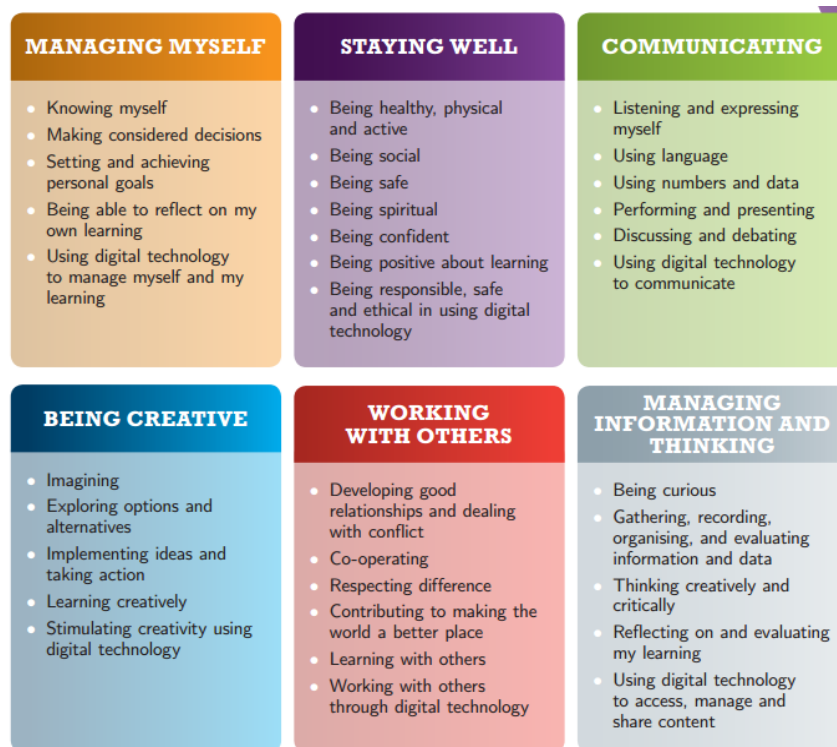 MANAGING MYSELF
• Knowing myself
• Making considered decisions
• Setting and achieving
personal goals
• Being able to reflect on my
own learning
• Using digital technology
to manage myself and my
learning
STAYING WELL
• Being healthy, physical
and active
• Being social
• Being safe
• Being spiritual
• Being confident
• Being positive about learning
• Being responsible, safe
and ethical in using digital
technology
COMMUNICATING
• Listening and expressing
myself
• Using language
• Using numbers and data
• Performing and presenting
• Discussing and debating
• Using digital technology
to communicate
BEING CREATIVE
• Imagining
• Exploring options and
alternatives
• Implementing ideas and
taking action
• Learning creatively
• Stimulating creativity using
digital technology
WORKING
WITH OTHERS
• Developing good
relationships and dealing
with conflict
• Co-operating
• Respecting difference
• Contributing to making the
world a better place
• Learning with others
• Working with others
through digital technology
MANAGING
INFORMATION AND
THINKING
• Being curious
• Gathering, recording,
organising, and evaluating
information and data
• Thinking creatively and
critically
• Reflecting on and evaluating
my learning
• Using digital technology
to access, manage and
share content